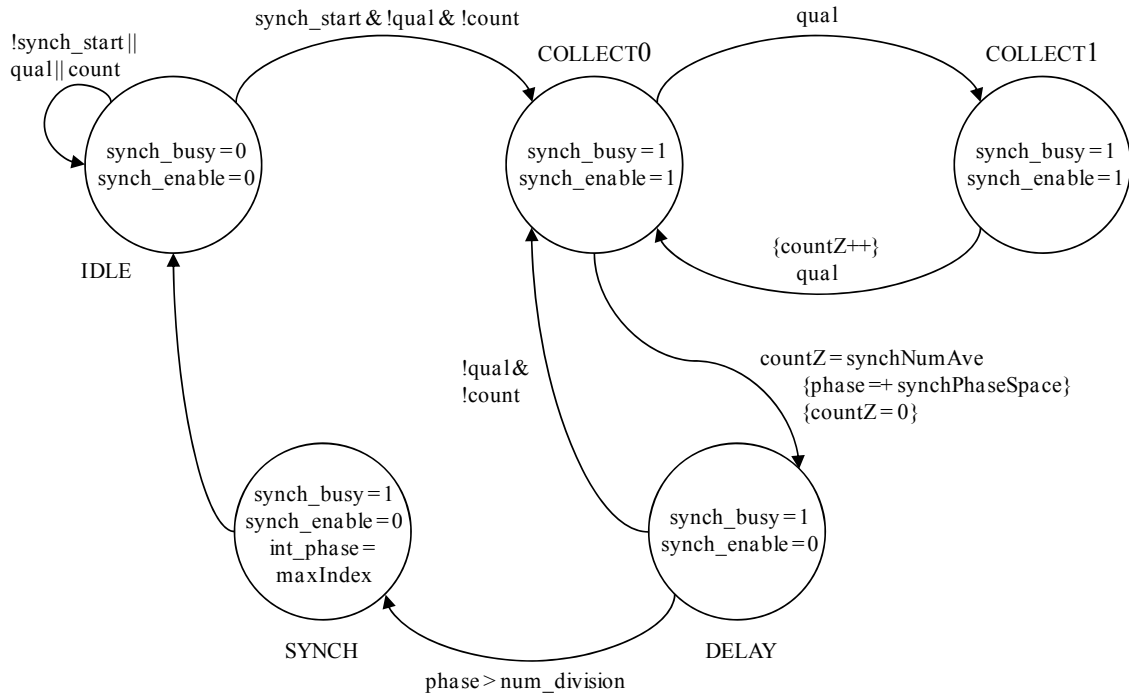 synch_start & !qual & !count
qual
!synch_start ||
qual || count
COLLECT0
COLLECT1
synch_busy = 0
synch_enable = 0
synch_busy = 1
synch_enable = 1
synch_busy = 1
synch_enable = 1
IDLE
{countZ++}
qual
!qual &
!count
countZ = synchNumAve
{phase =+ synchPhaseSpace}
{countZ = 0}
synch_busy = 1
synch_enable = 0
int_phase =
maxIndex
synch_busy = 1
synch_enable = 0
SYNCH
DELAY
phase > num_division